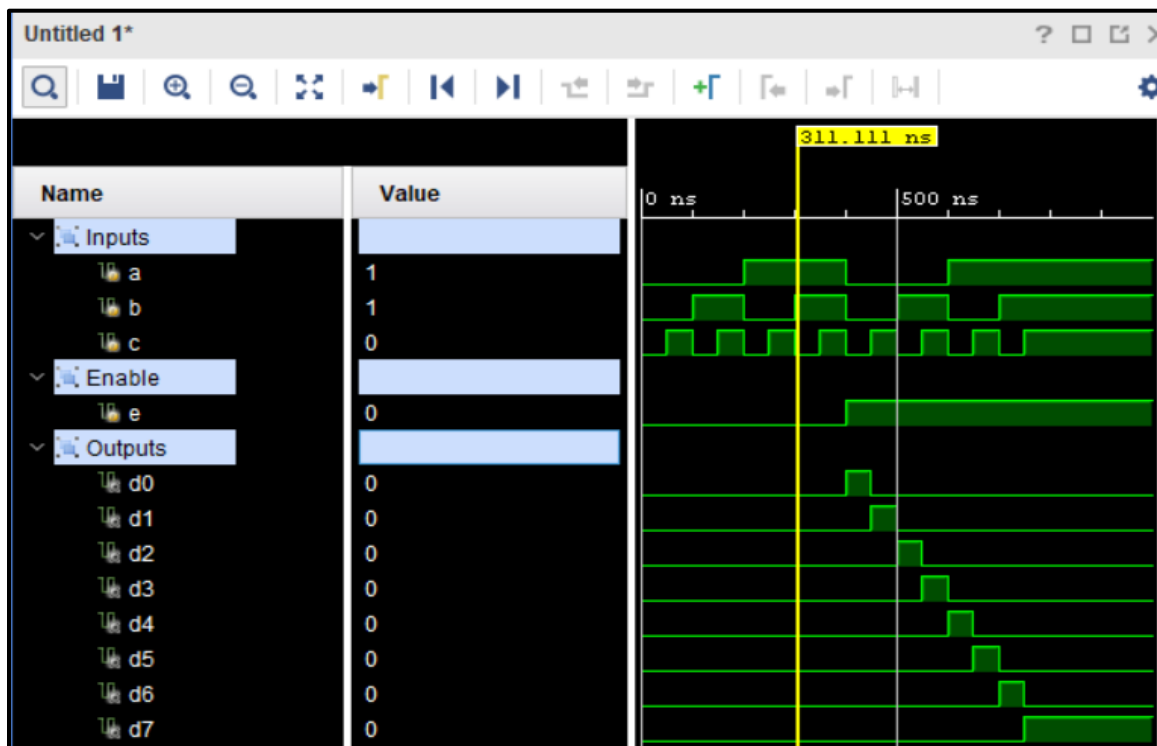 Untitled 1*
?
311.111 ns
Name Value 0 ns 500 ns
Inputs
a 1
b 1
c 0
Enable
e 0
Outputs
d0 0
d1 0
d2 0
d3 0
d4 0
d5 0
d6 0
d7 0